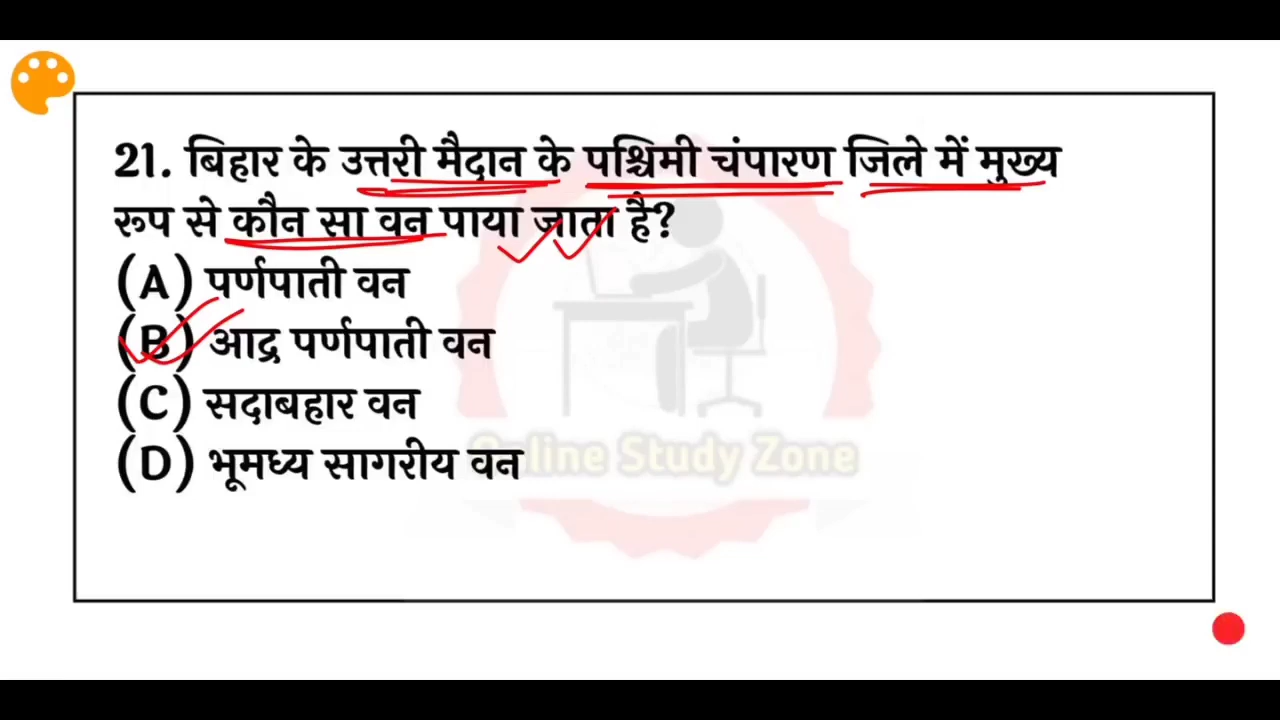 21. बिहार के उत्तरी मैदान के पश्चिमी चंपारण जिले में मुख्य
रूप से कौन सा वन पाया जाता है?
(A) पर्णपाती वन
(B) आद्र पर्णपाती वन
(C) सदाबहार वन
(D) भूमध्य सागरीय वन
Online Study Zone